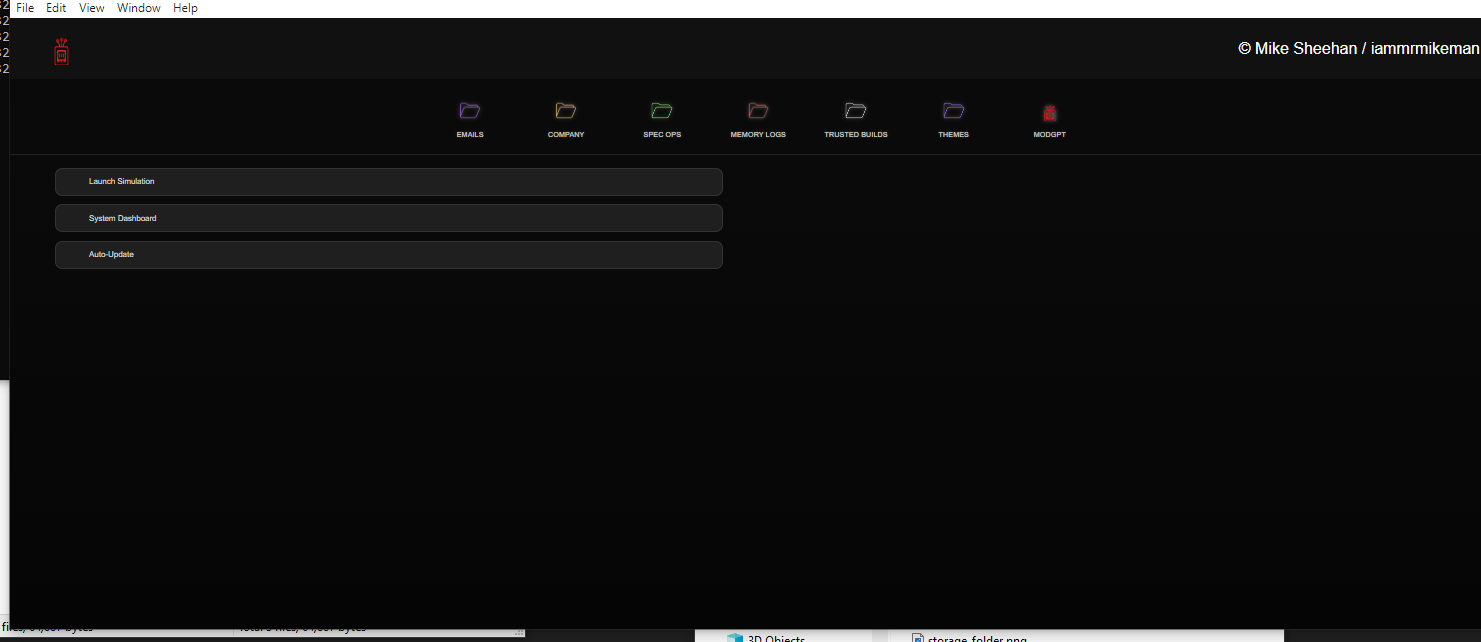 File Edit View Window Help
© Mike Sheehan / iammrmikeman
EMAILS COMPANY SPEC OPS MEMORY LOGS TRUSTED BUILDS THEMES MODGPT
Launch Simulation
System Dashboard
Auto-Update
3D Objects
storage_folder.png